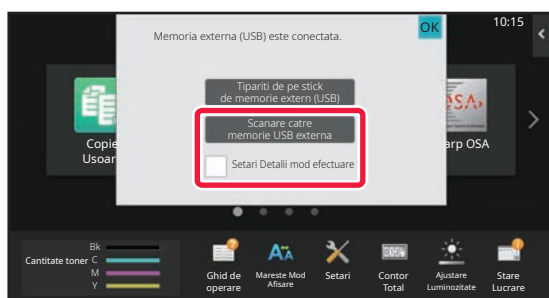 10:15
Memoria externa (USB) este conectata.
OK
Tipariti de pe stick
de memorie extern (USB)
Scanare catre
memorie USB externa
Setari Detalii mod efectuare
Copie
Usoar
arp OSA
Bk
Cantitate toner C
M
Y
Ghid de
operare
Mareste Mod
Afisare
Setari
Contor
Total
Ajustare
Luminozitate
Stare
Lucrare